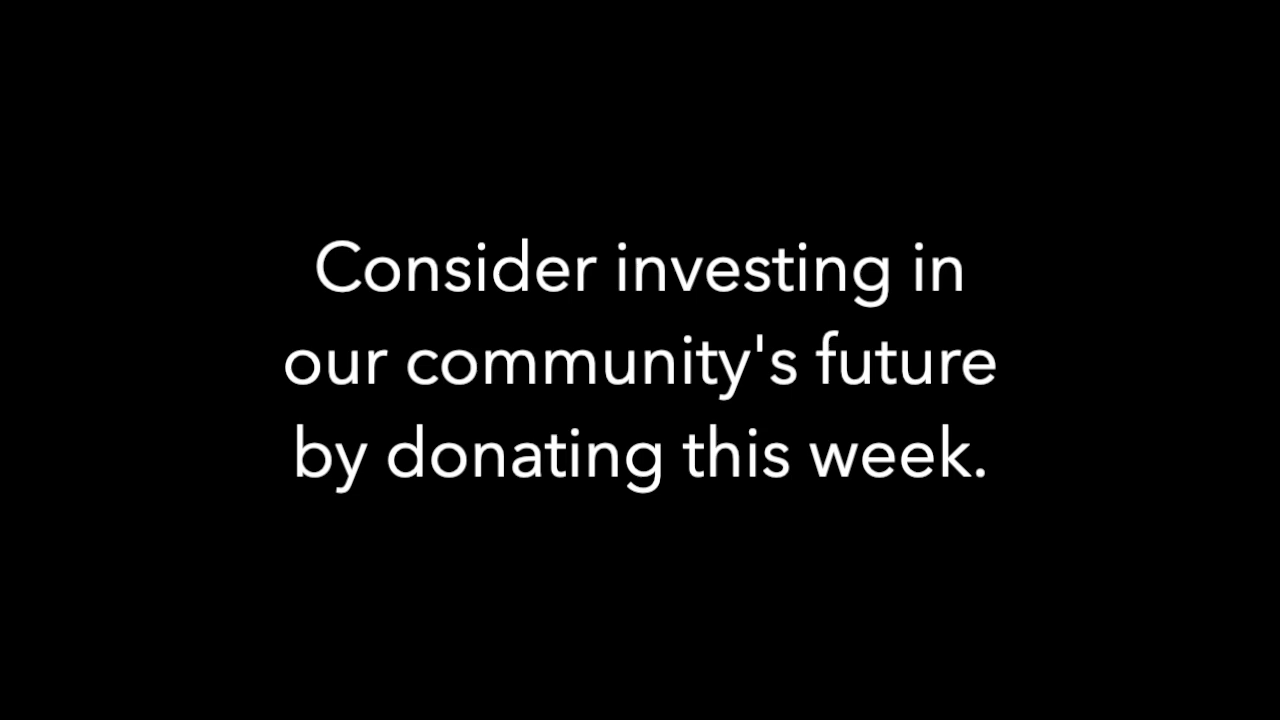 Consider investing in
our community's future
by donating this week.